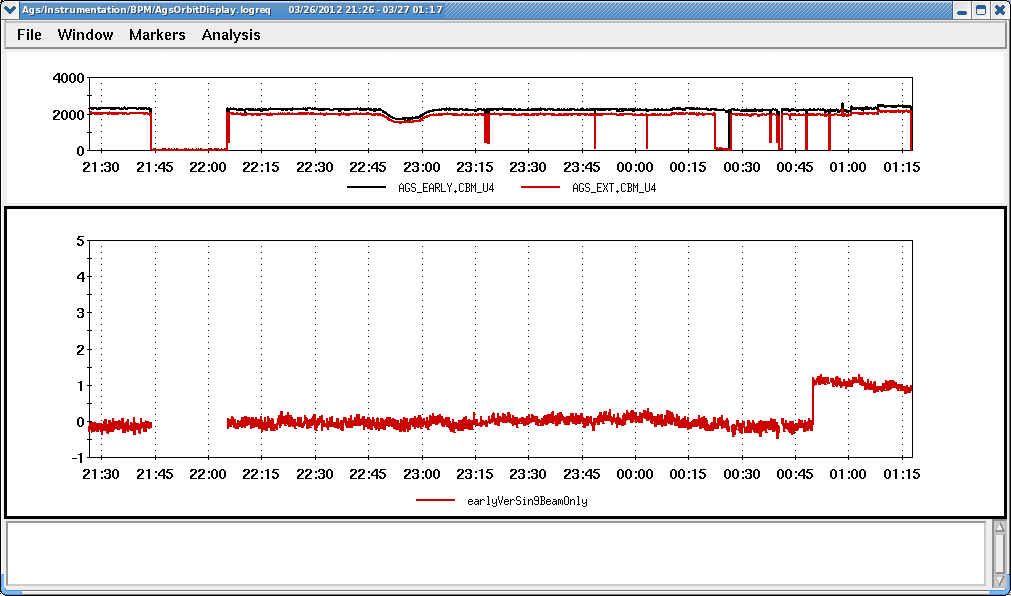 Ags/Instrumentation/BPM/AgsOrbitDisplay.logreq 03/26/2012 21:26 - 03/27 01:17
File Window Markers Analysis
4000
2000
0
21:30 21:45 22:00 22:15 22:30 22:45 23:00 23:15 23:30 23:45 00:00 00:15 00:30 00:45 01:00 01:15
AGS_EARLY.CBM_U4 AGS_EXT.CBM_U4
5
4
3
2
1
0
-1
21:30 21:45 22:00 22:15 22:30 22:45 23:00 23:15 23:30 23:45 00:00 00:15 00:30 00:45 01:00 01:15
earlyVerSin9BeamOnly